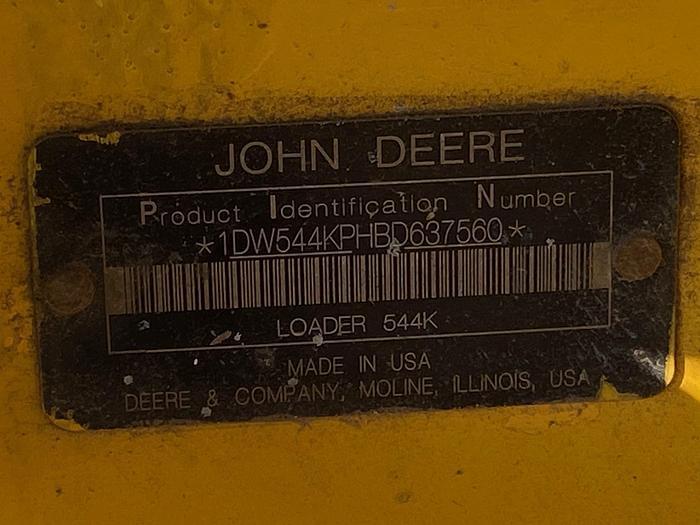 JOHN DEERE
Product Identification Number
*1DW544KPHBD637560*
LOADER 544K
MADE IN USA
DEERE & COMPANY, MOLINE, ILLINOIS, USA